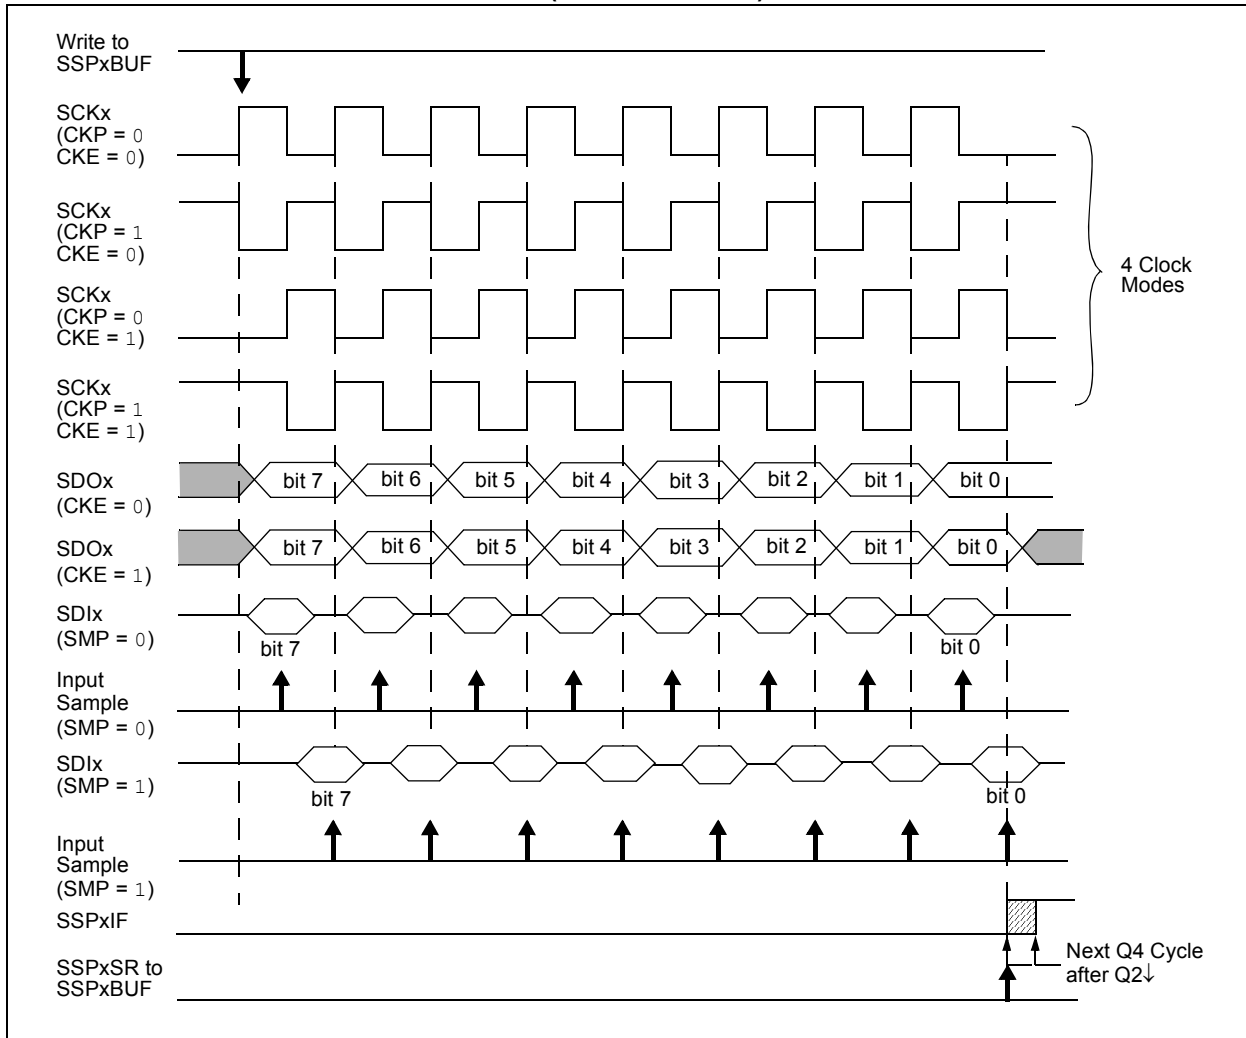 Write to
SSPxBUF
SCKx
(CKP = 0
CKE = 0)
SCKx
(CKP = 1
CKE = 0)
SCKx
(CKP = 0
CKE = 1)
SCKx
(CKP = 1
CKE = 1)
4 Clock
Modes
SDOx
(CKE = 0)
bit 7 bit 6 bit 5 bit 4 bit 3 bit 2 bit 1 bit 0
SDOx
(CKE = 1)
bit 7 bit 6 bit 5 bit 4 bit 3 bit 2 bit 1 bit 0
SDIx
(SMP = 0)
bit 7 bit 0
Input
Sample
(SMP = 0)
SDIx
(SMP = 1)
bit 7 bit 0
Input
Sample
(SMP = 1)
SSPxIF
SSPxSR to
SSPxBUF
Next Q4 Cycle
after Q2↓